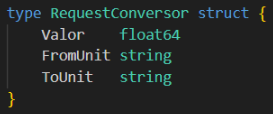 type RequestConversor struct {
    Valor    float64
    FromUnit string
    ToUnit   string
}